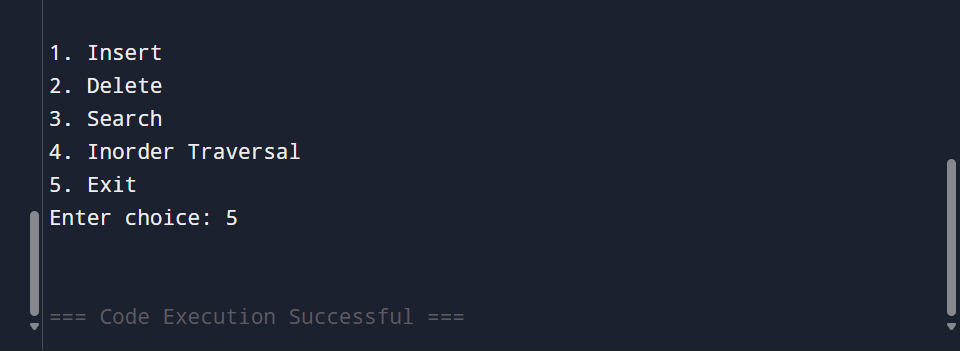 1. Insert
2. Delete
3. Search
4. Inorder Traversal
5. Exit
Enter choice: 5
=== Code Execution Successful ===